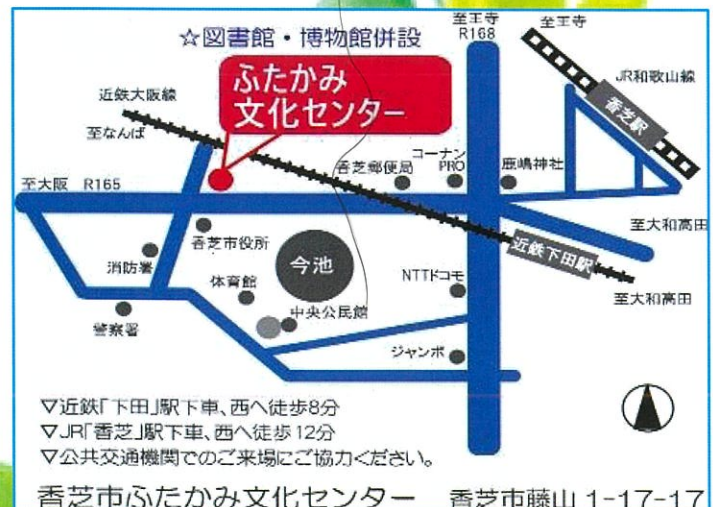 ☆図書館・博物館併設
至王寺
R168
至王寺
JR和歌山線
香芝駅
ふたかみ
文化センター
近鉄大阪線
至なんば
至大阪 R165
香芝郵便局
コーナン
PRO
鹿嶋神社
至大和高田
近鉄下田駅
至大和高田
香芝市役所
消防署
体育館
今池
NTTドコモ
中央公民館
警察署
ジャンボ
▽近鉄「下田」駅下車、西へ徒歩8分
▽JR「香芝」駅下車、西へ徒歩12分
▽公共交通機関でのご来場にご協力ください。
香芝市ふたかみ文化センター 香芝市藤山 1-17-17